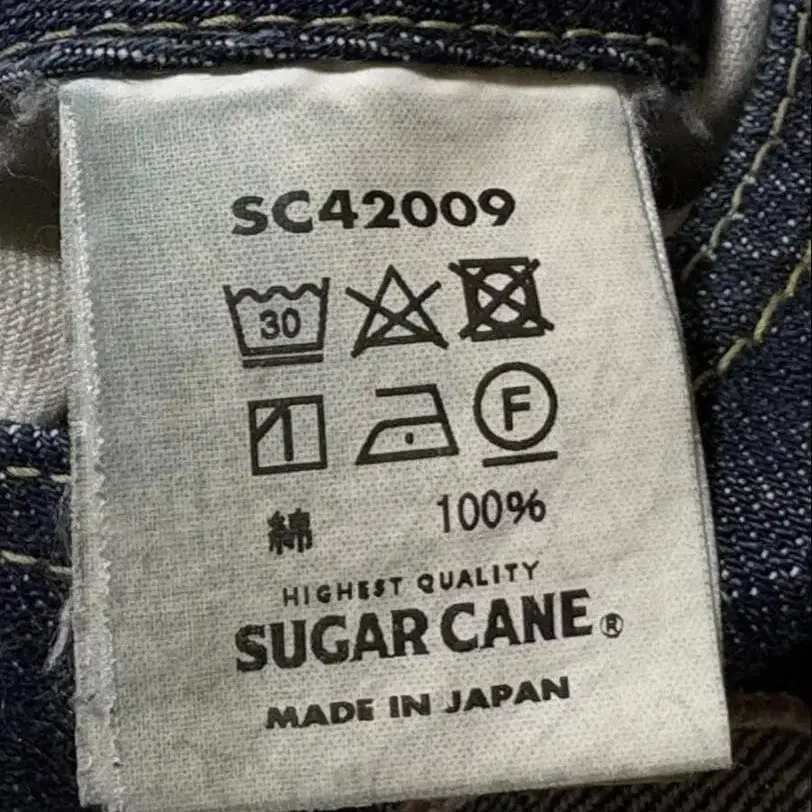 SC42009
30
F
綿 100%
HIGHEST QUALITY
SUGAR CANE®
MADE IN JAPAN